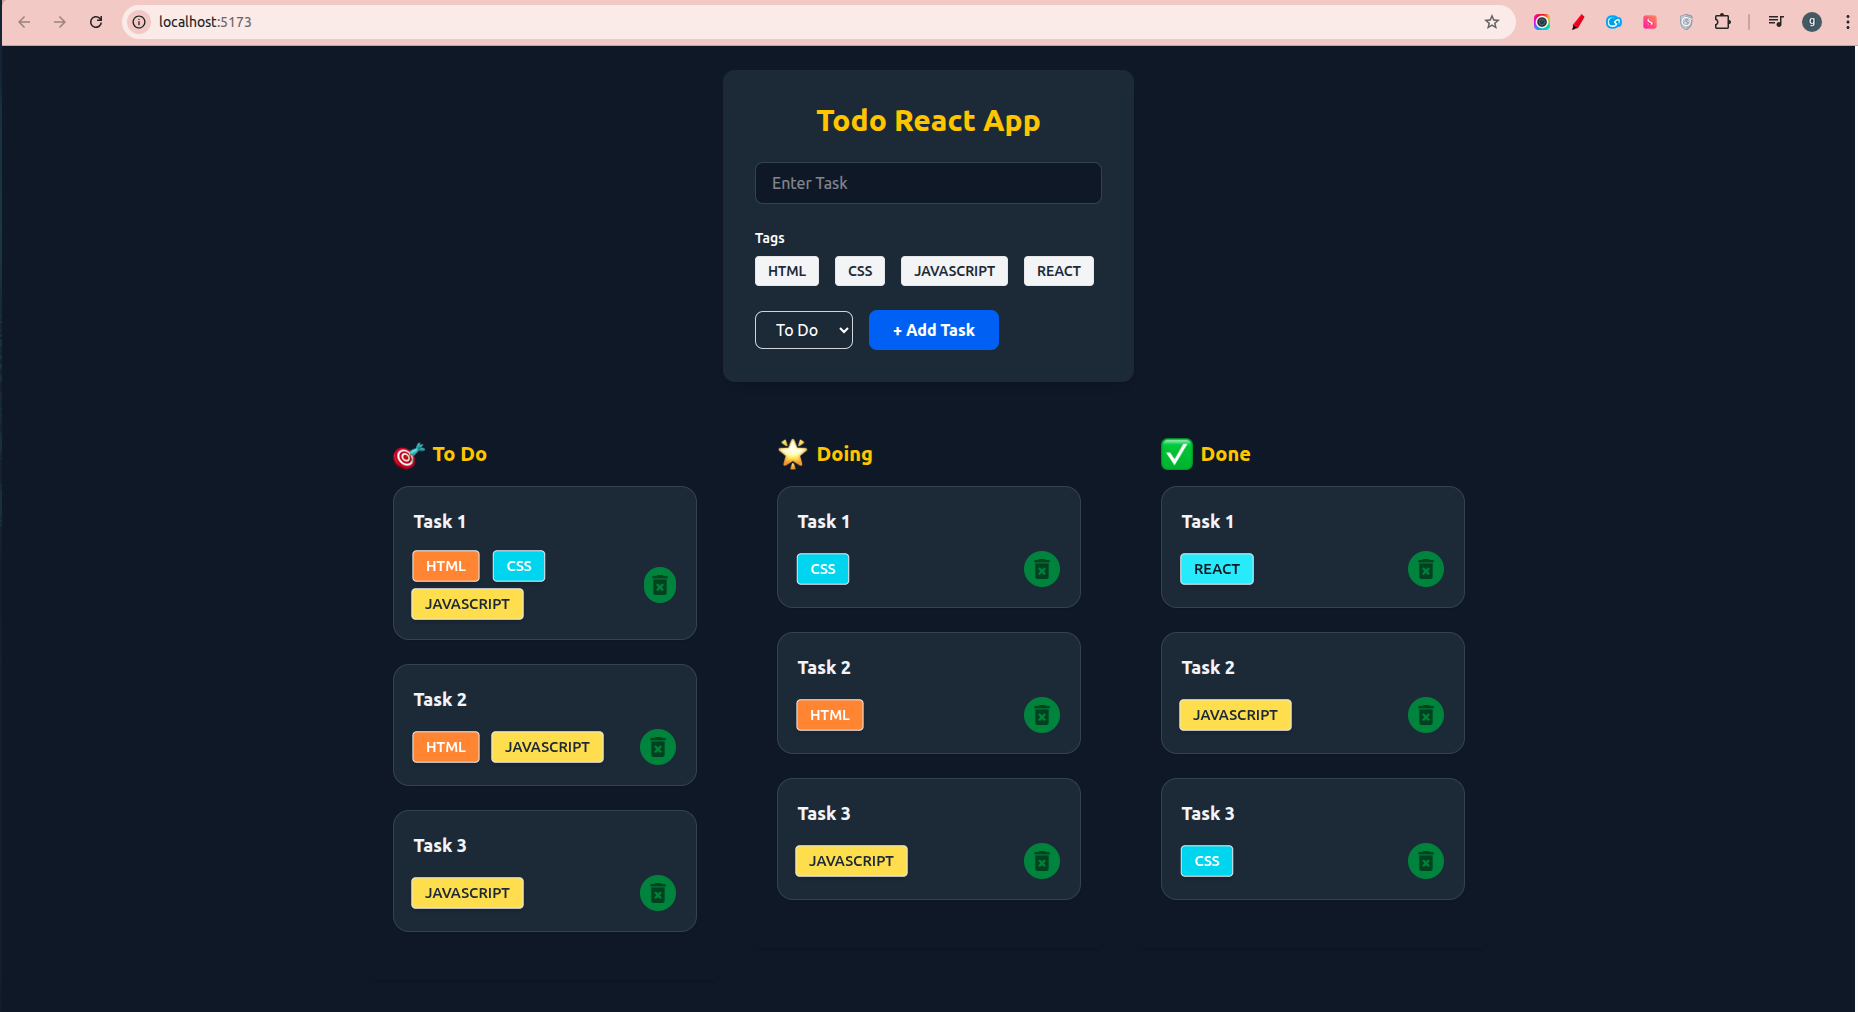 localhost:5173
g
Todo React App
Enter Task
Tags
HTML CSS JAVASCRIPT REACT
To Do + Add Task
To Do
Task 1
HTML CSS
JAVASCRIPT
Task 2
HTML JAVASCRIPT
Task 3
JAVASCRIPT
Doing
Task 1
CSS
Task 2
HTML
Task 3
JAVASCRIPT
Done
Task 1
REACT
Task 2
JAVASCRIPT
Task 3
CSS